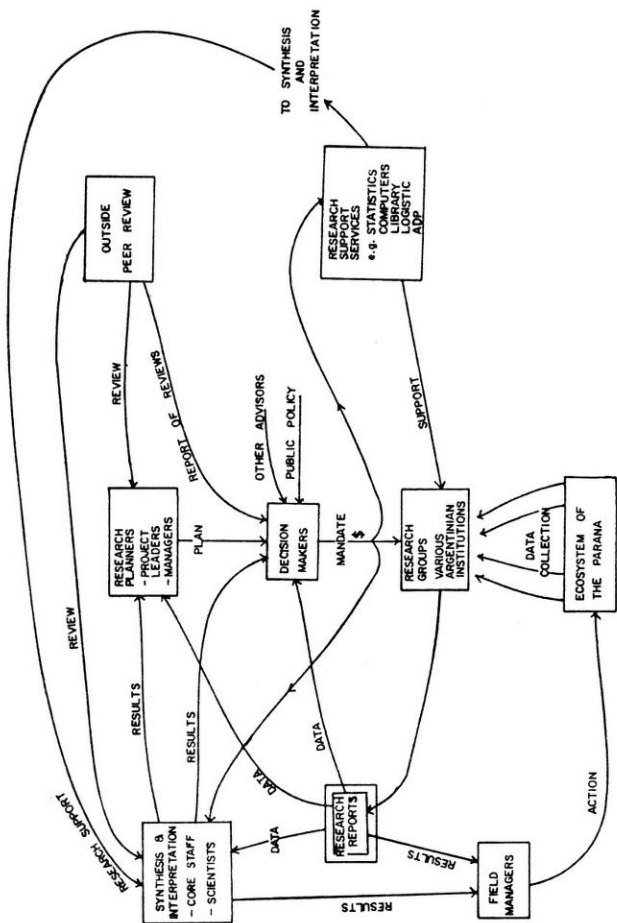 TO SYNTHESIS
AND
INTERPRETATION
OUTSIDE
PEER REVIEW
RESEARCH
SUPPORT
SERVICES
e.g. STATISTICS
COMPUTERS
LIBRARY
LOGISTIC
ADP
REVIEW
REVIEW
REPORT OF REVIEWS
OTHER ADVISORS
PUBLIC POLICY
SUPPORT
RESEARCH
PLANNERS
-PROJECT
LEADERS
-MANAGERS
PLAN
DECISION
MAKERS
MANDATE
$
RESEARCH
GROUPS
VARIOUS
ARGENTINIAN
INSTITUTIONS
DATA
COLLECTION
ECOSYSTEM OF
THE PARANA
RESULTS
RESULTS
DATA
DATA
RESEARCH SUPPORT
SYNTHESIS &
INTERPRETATION
- CORE STAFF
- SCIENTISTS
DATA
RESEARCH
REPORTS
RESULTS
RESULTS
FIELD
MANAGERS
ACTION